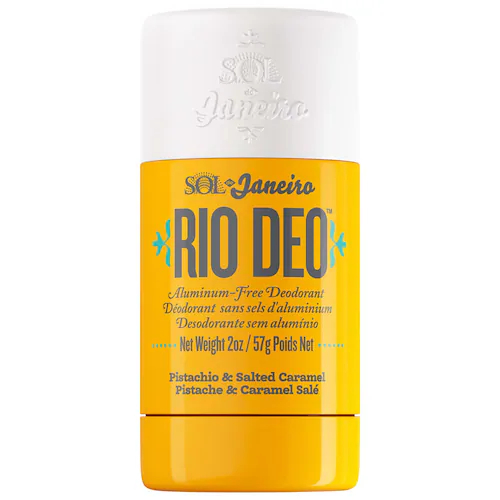 SOL de Janeiro
SOL de Janeiro
RIO DEO™
Aluminum-Free Deodorant
Déodorant sans sels d'aluminium
Desodorante sem alumínio
Net Weight 2oz / 57g Poids Net
Pistachio & Salted Caramel
Pistache & Caramel Salé